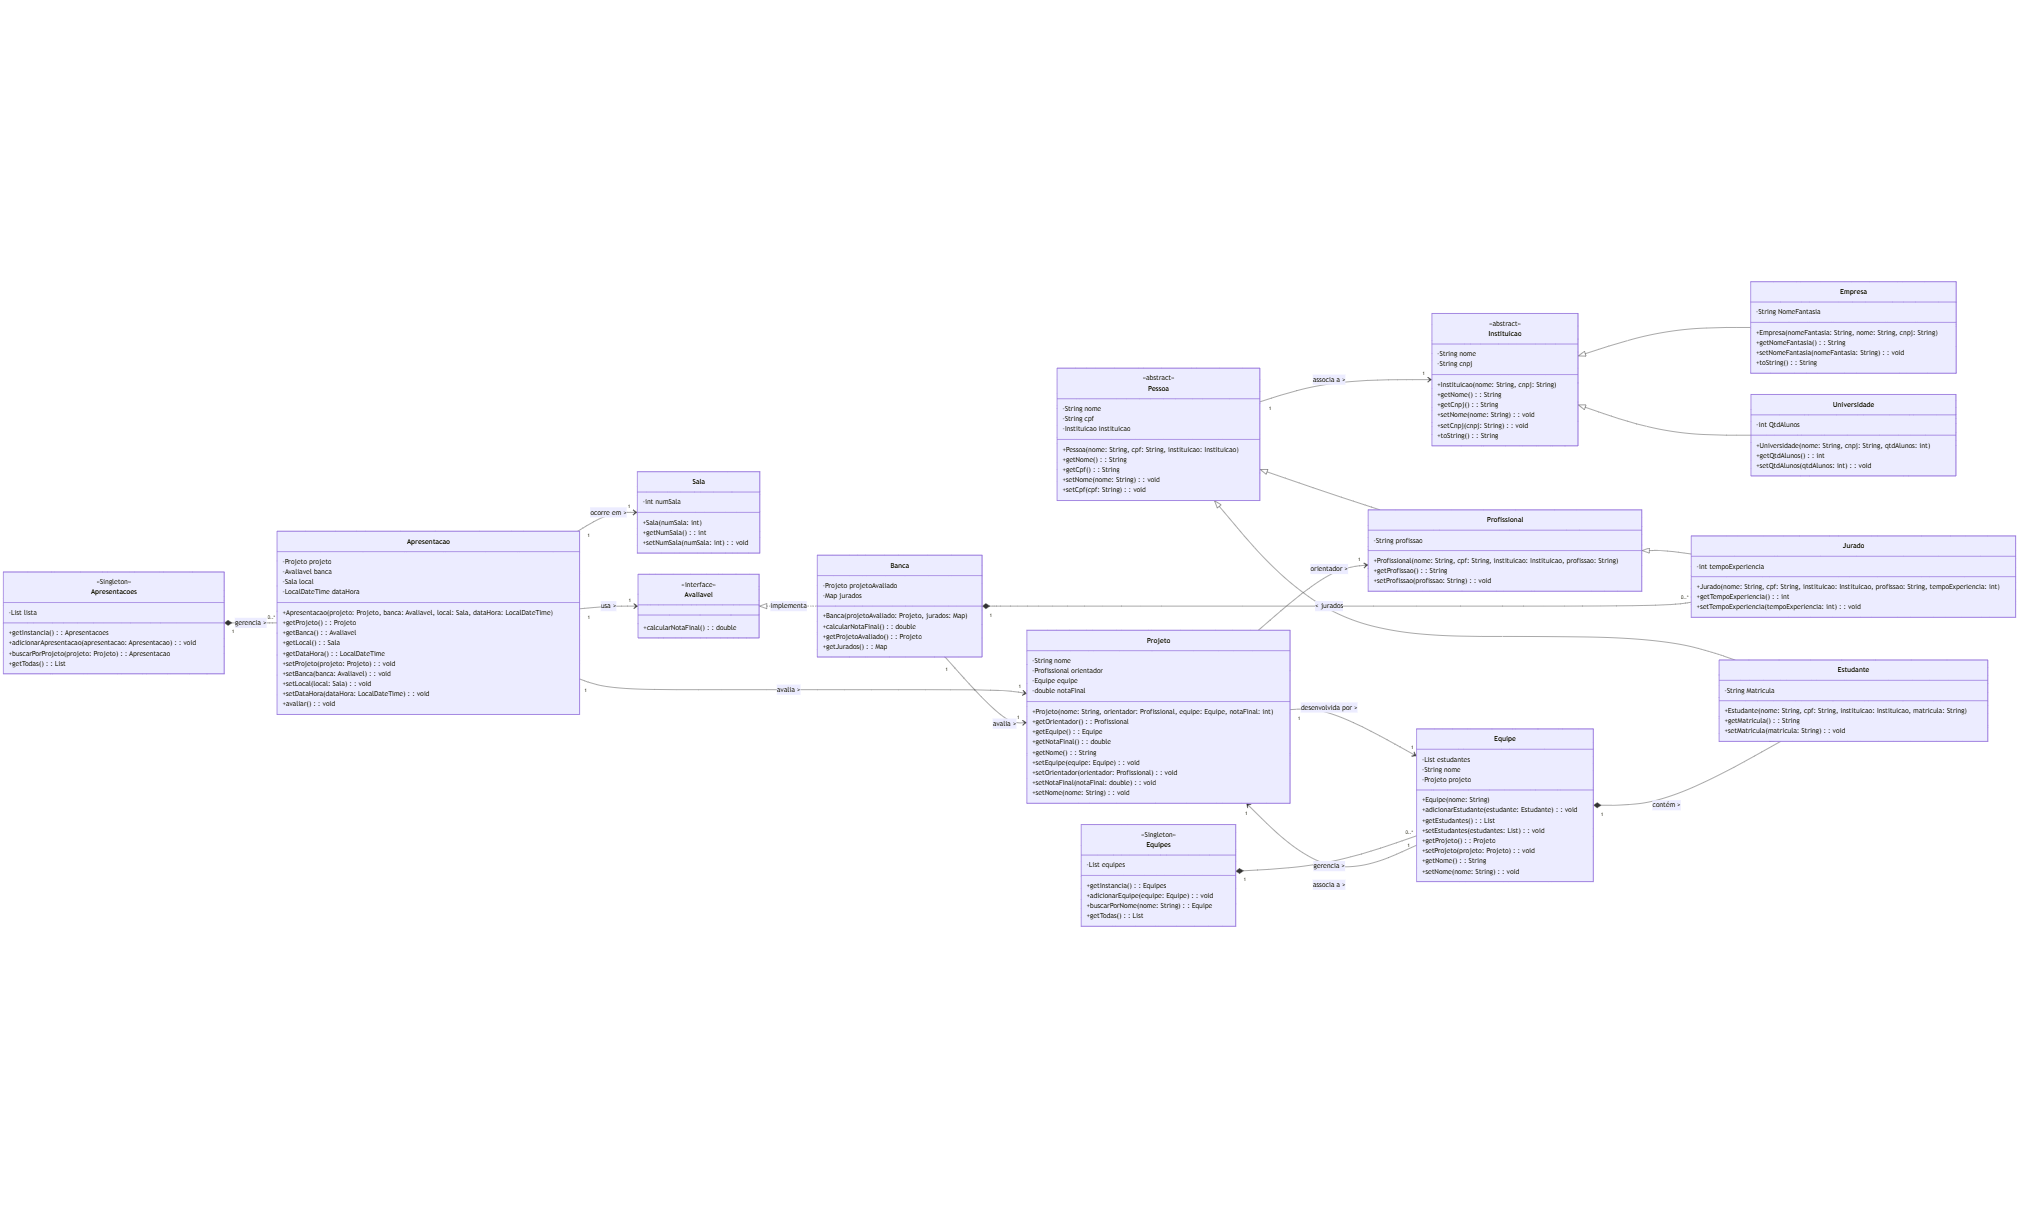 «Singleton»
Apresentacoes
-List lista
+getInstancia() : : Apresentacoes
+adicionarApresentacao(apresentacao: Apresentacao) : : void
+buscarPorProjeto(projeto: Projeto) : : Apresentacao
+getTodas() : : List
gerencia >
0..*
1
Apresentacao
-Projeto projeto
-Avaliavel banca
-Sala local
-LocalDateTime dataHora
+Apresentacao(projeto: Projeto, banca: Avaliavel, local: Sala, dataHora: LocalDateTime)
+getProjeto() : : Projeto
+getBanca() : : Avaliavel
+getLocal() : : Sala
+getDataHora() : : LocalDateTime
+setProjeto(projeto: Projeto) : : void
+setBanca(banca: Avaliavel) : : void
+setLocal(local: Sala) : : void
+setDataHora(dataHora: LocalDateTime) : : void
+avaliar() : : void
ocorre em >
1
1
Sala
-int numSala
+Sala(numSala: int)
+getNumSala() : : int
+setNumSala(numSala: int) : : void
usa >
1
1
«interface»
Avaliavel
+calcularNotaFinal() : : double
implementa
avalia >
1
1
Banca
-Projeto projetoAvaliado
-Map jurados
+Banca(projetoAvaliado: Projeto, jurados: Map)
+calcularNotaFinal() : : double
+getProjetoAvaliado() : : Projeto
+getJurados() : : Map
1
< jurados
0..*
1
avalia >
1
«abstract»
Pessoa
-String nome
-String cpf
-Instituicao instituicao
+Pessoa(nome: String, cpf: String, instituicao: Instituicao)
+getNome() : : String
+getCpf() : : String
+setNome(nome: String) : : void
+setCpf(cpf: String) : : void
associa a >
1
1
«abstract»
Instituicao
-String nome
-String cnpj
+Instituicao(nome: String, cnpj: String)
+getNome() : : String
+getCnpj() : : String
+setNome(nome: String) : : void
+setCnpj(cnpj: String) : : void
+toString() : : String
Empresa
-String NomeFantasia
+Empresa(nomeFantasia: String, nome: String, cnpj: String)
+getNomeFantasia() : : String
+setNomeFantasia(nomeFantasia: String) : : void
+toString() : : String
Universidade
-int QtdAlunos
+Universidade(nome: String, cnpj: String, qtdAlunos: int)
+getQtdAlunos() : : int
+setQtdAlunos(qtdAlunos: int) : : void
Profissional
-String profissao
+Profissional(nome: String, cpf: String, instituicao: Instituicao, profissao: String)
+getProfissao() : : String
+setProfissao(profissao: String) : : void
orientador >
1
Jurado
-int tempoExperiencia
+Jurado(nome: String, cpf: String, instituicao: Instituicao, profissao: String, tempoExperiencia: int)
+getTempoExperiencia() : : int
+setTempoExperiencia(tempoExperiencia: int) : : void
Projeto
-String nome
-Profissional orientador
-Equipe equipe
-double notaFinal
+Projeto(nome: String, orientador: Profissional, equipe: Equipe, notaFinal: int)
+getOrientador() : : Profissional
+getEquipe() : : Equipe
+getNotaFinal() : : double
+getNome() : : String
+setEquipe(equipe: Equipe) : : void
+setOrientador(orientador: Profissional) : : void
+setNotaFinal(notaFinal: double) : : void
+setNome(nome: String) : : void
desenvolvida por >
1
1
Estudante
-String Matricula
+Estudante(nome: String, cpf: String, instituicao: Instituicao, matricula: String)
+getMatricula() : : String
+setMatricula(matricula: String) : : void
Equipe
-List estudantes
-String nome
-Projeto projeto
+Equipe(nome: String)
+adicionarEstudante(estudante: Estudante) : : void
+getEstudantes() : : List
+setEstudantes(estudantes: List) : : void
+getProjeto() : : Projeto
+setProjeto(projeto: Projeto) : : void
+getNome() : : String
+setNome(nome: String) : : void
contém >
1
«Singleton»
Equipes
-List equipes
+getInstancia() : : Equipes
+adicionarEquipe(equipe: Equipe) : : void
+buscarPorNome(nome: String) : : Equipe
+getTodas() : : List
1
0..*
gerencia >
1
1
associa a >